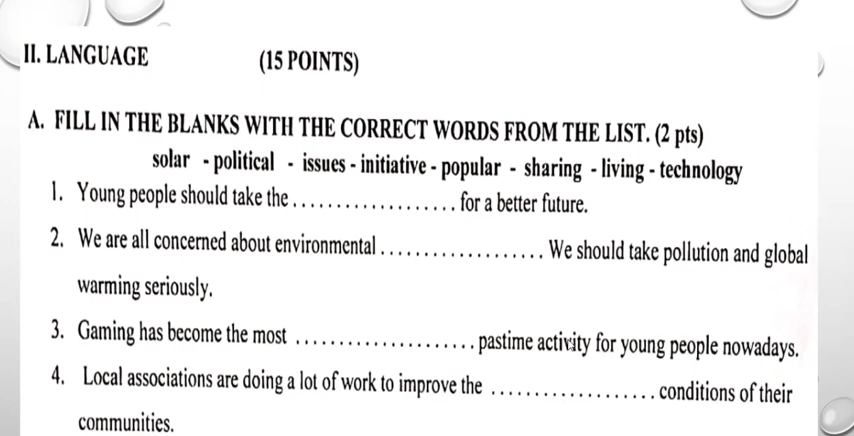 II. LANGUAGE (15 POINTS)
A. FILL IN THE BLANKS WITH THE CORRECT WORDS FROM THE LIST. (2 pts)
solar - political - issues - initiative - popular - sharing - living - technology
1. Young people should take the . . . . . . . . . . . . . . . . . . . for a better future.
2. We are all concerned about environmental . . . . . . . . . . . . . . . . . . . We should take pollution and global
warming seriously.
3. Gaming has become the most . . . . . . . . . . . . . . . . . . . . . pastime activity for young people nowadays.
4. Local associations are doing a lot of work to improve the . . . . . . . . . . . . . . . . . . . conditions of their
communities.